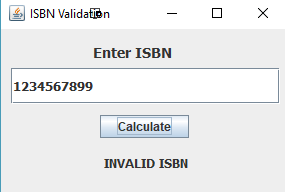 ISBN Validation
Enter ISBN
1234567899
Calculate
INVALID ISBN